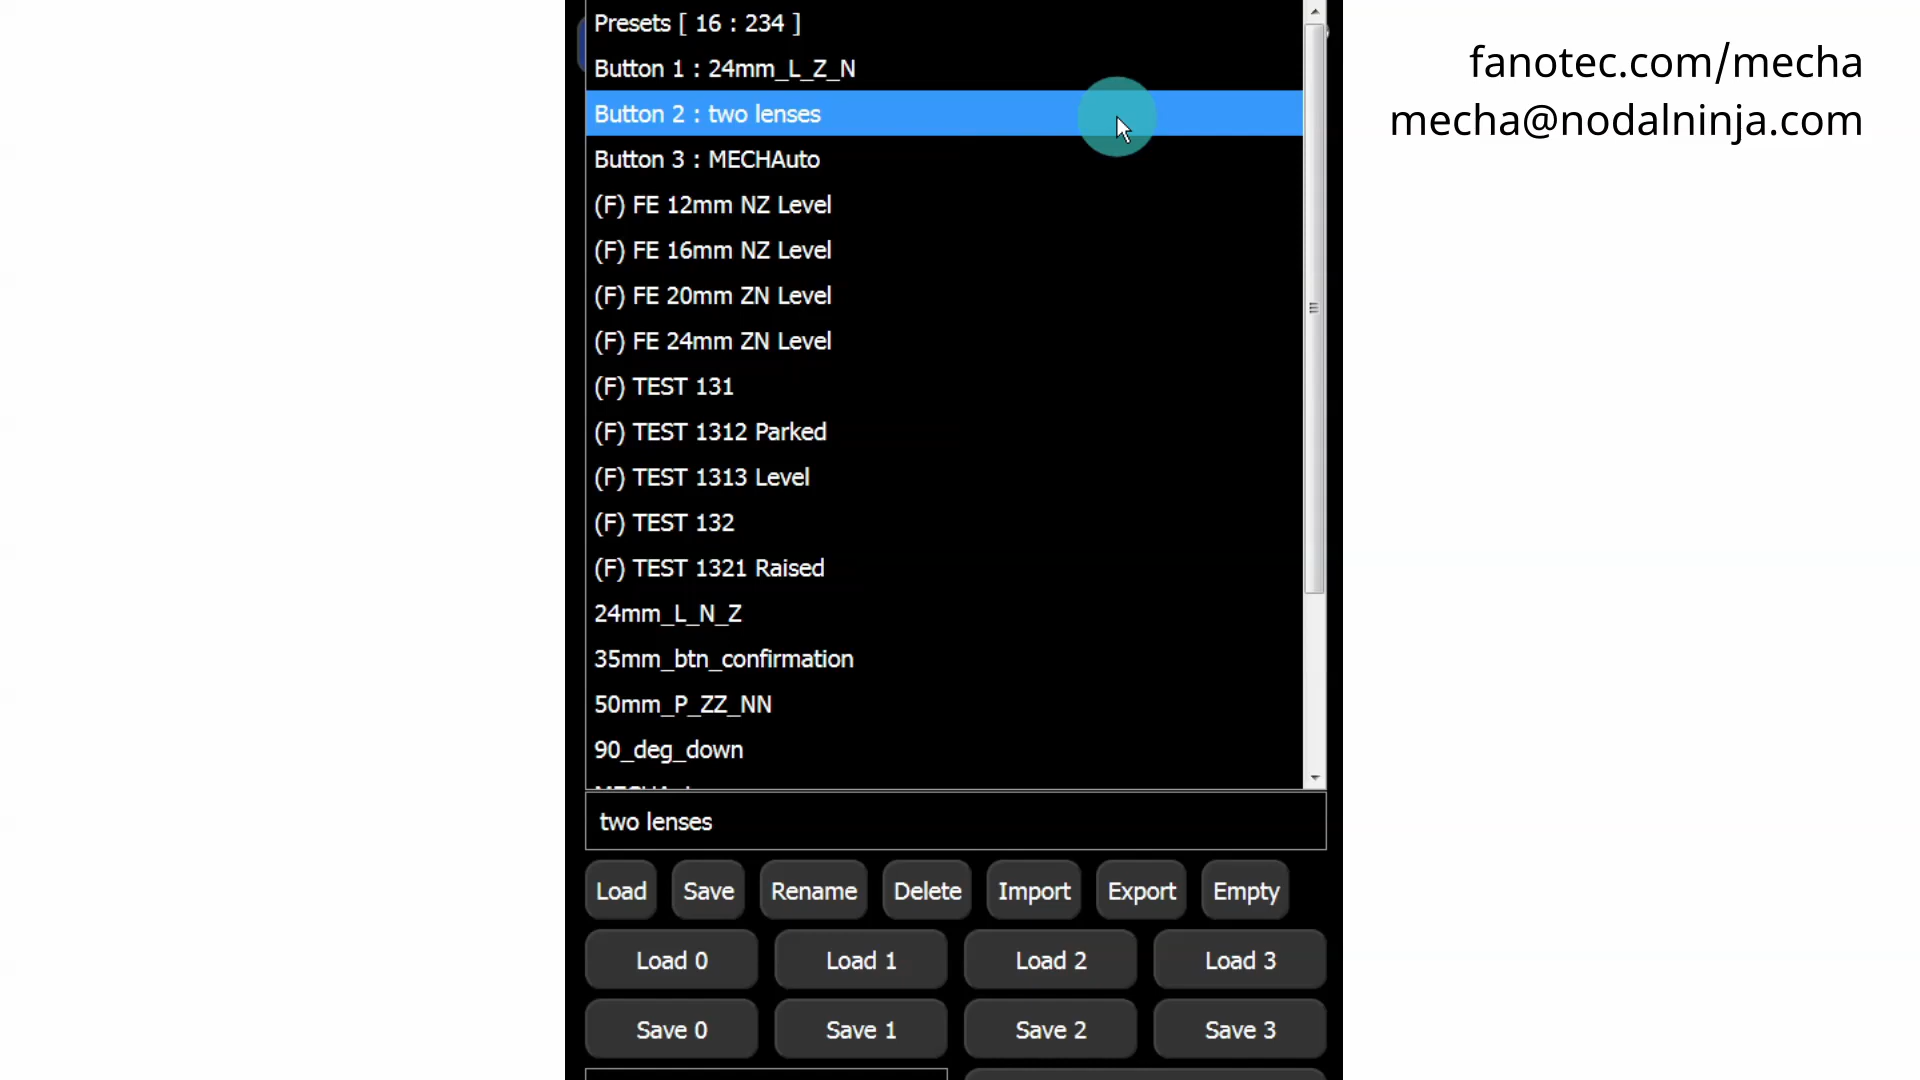 Presets [ 16 : 234 ]
Button 1 : 24mm_L_Z_N
Button 2 : two lenses
Button 3 : MECHAuto
(F) FE 12mm NZ Level
(F) FE 16mm NZ Level
(F) FE 20mm ZN Level
(F) FE 24mm ZN Level
(F) TEST 131
(F) TEST 1312 Parked
(F) TEST 1313 Level
(F) TEST 132
(F) TEST 1321 Raised
24mm_L_N_Z
35mm_btn_confirmation
50mm_P_ZZ_NN
90_deg_down
two lenses
Load Save Rename Delete Import Export Empty
Load 0 Load 1 Load 2 Load 3
Save 0 Save 1 Save 2 Save 3
fanotec.com/mecha
mecha@nodalninja.com